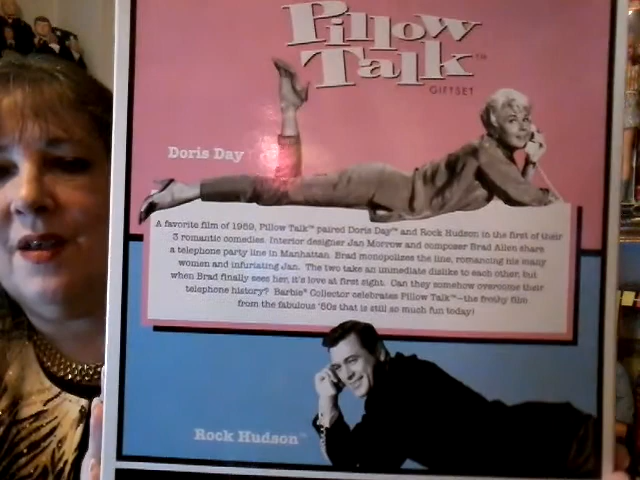 Pillow
Talk™
GIFTSET
Doris Day
A favorite film of 1959, Pillow Talk™ paired Doris Day™ and Rock Hudson in the first of their
3 romantic comedies. Interior designer Jan Morrow and composer Brad Allen share
a telephone party line in Manhattan. Brad monopolizes the line, romancing his many
women and infuriating Jan. The two take an immediate dislike to each other, but
when Brad finally sees her, it's love at first sight. Can they somehow overcome their
telephone history? Barbie® Collector celebrates Pillow Talk™—the frothy film
from the fabulous '50s that is still so much fun today!
Rock Hudson™